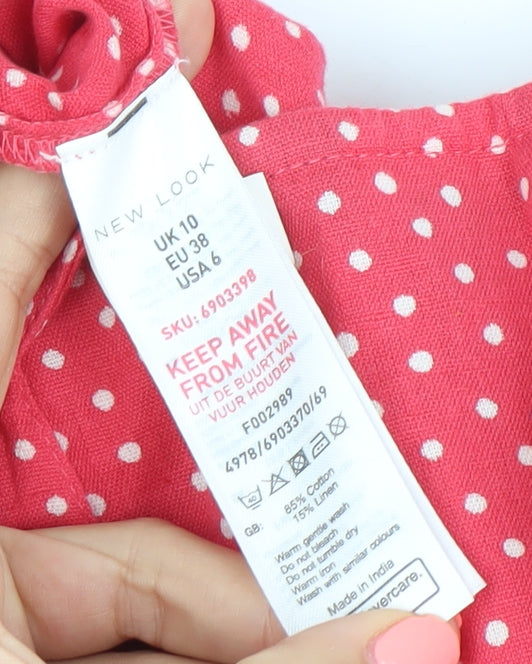 NEW LOOK
UK 10
EU 38
USA 6
SKU: 6903398
KEEP AWAY
FROM FIRE
UIT DE BUURT VAN
VUUR HOUDEN
F002989
4978/6903370/69
40
GB: 85% Cotton
15% Linen
Warm gentle wash
Do not bleach
Do not tumble dry
Warm iron
Wash with similar colours
Made in India